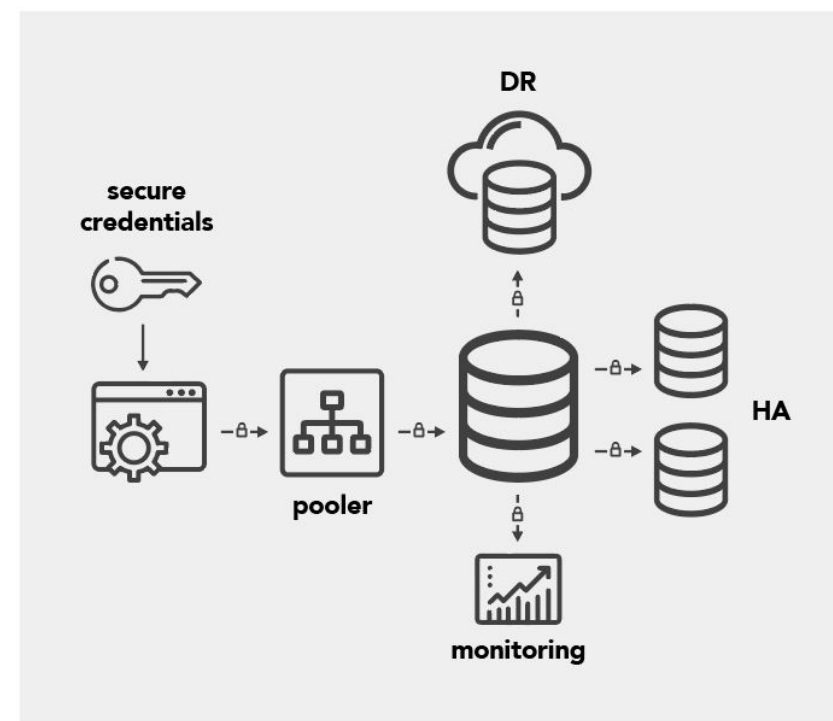 DR
secure
credentials
HA
pooler
monitoring